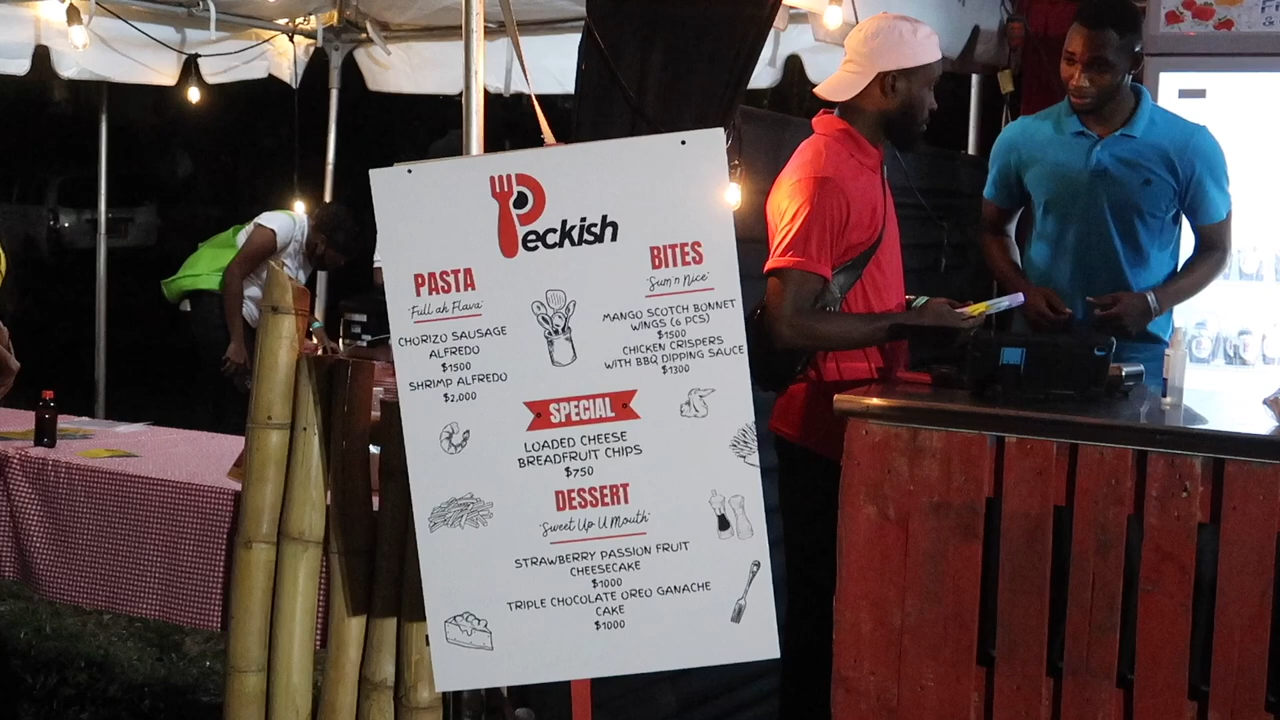 Peckish
PASTA
"Full ah Flava"
CHORIZO SAUSAGE
ALFREDO
$1500
SHRIMP ALFREDO
$2,000
BITES
"Sum'n Nice"
MANGO SCOTCH BONNET
WINGS (6 PCS)
$1500
CHICKEN CRISPERS
WITH BBQ DIPPING SAUCE
$1300
SPECIAL
LOADED CHEESE
BREADFRUIT CHIPS
$750
DESSERT
"Sweet Up U Mouth"
STRAWBERRY PASSION FRUIT
CHEESECAKE
$1000
TRIPLE CHOCOLATE OREO GANACHE
CAKE
$1000